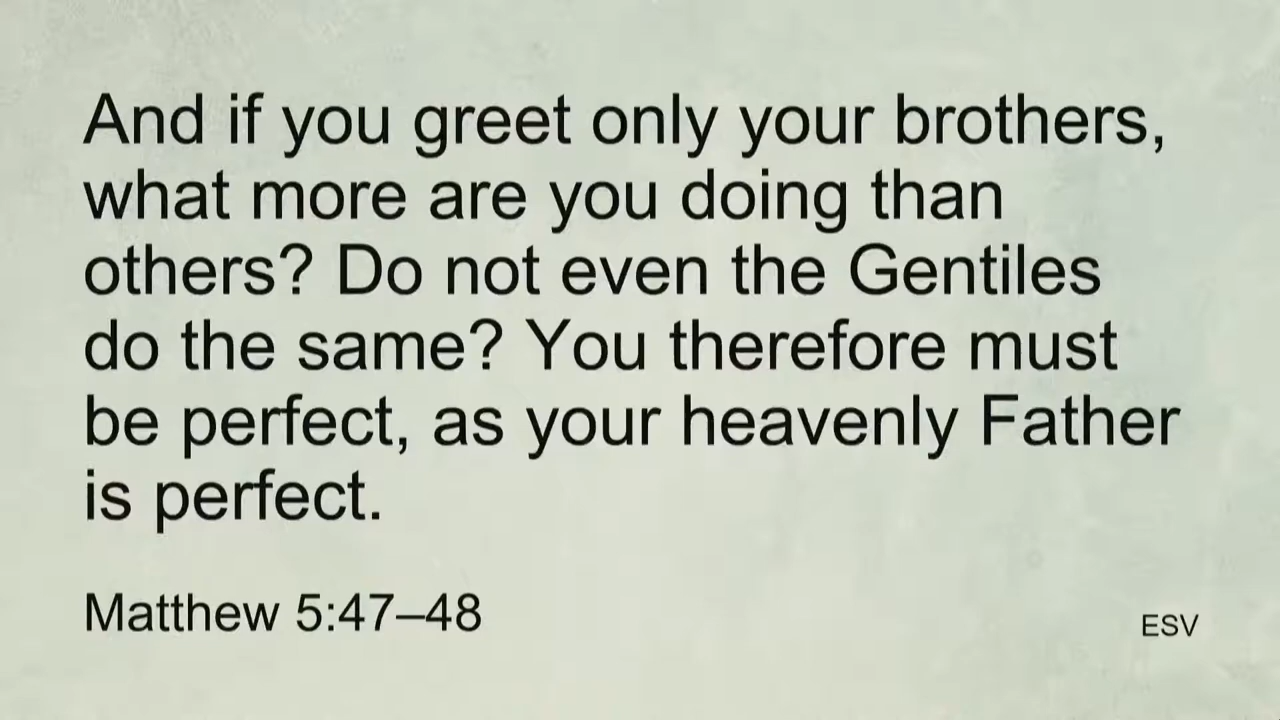 And if you greet only your brothers,
what more are you doing than
others? Do not even the Gentiles
do the same? You therefore must
be perfect, as your heavenly Father
is perfect.
Matthew 5:47–48
ESV